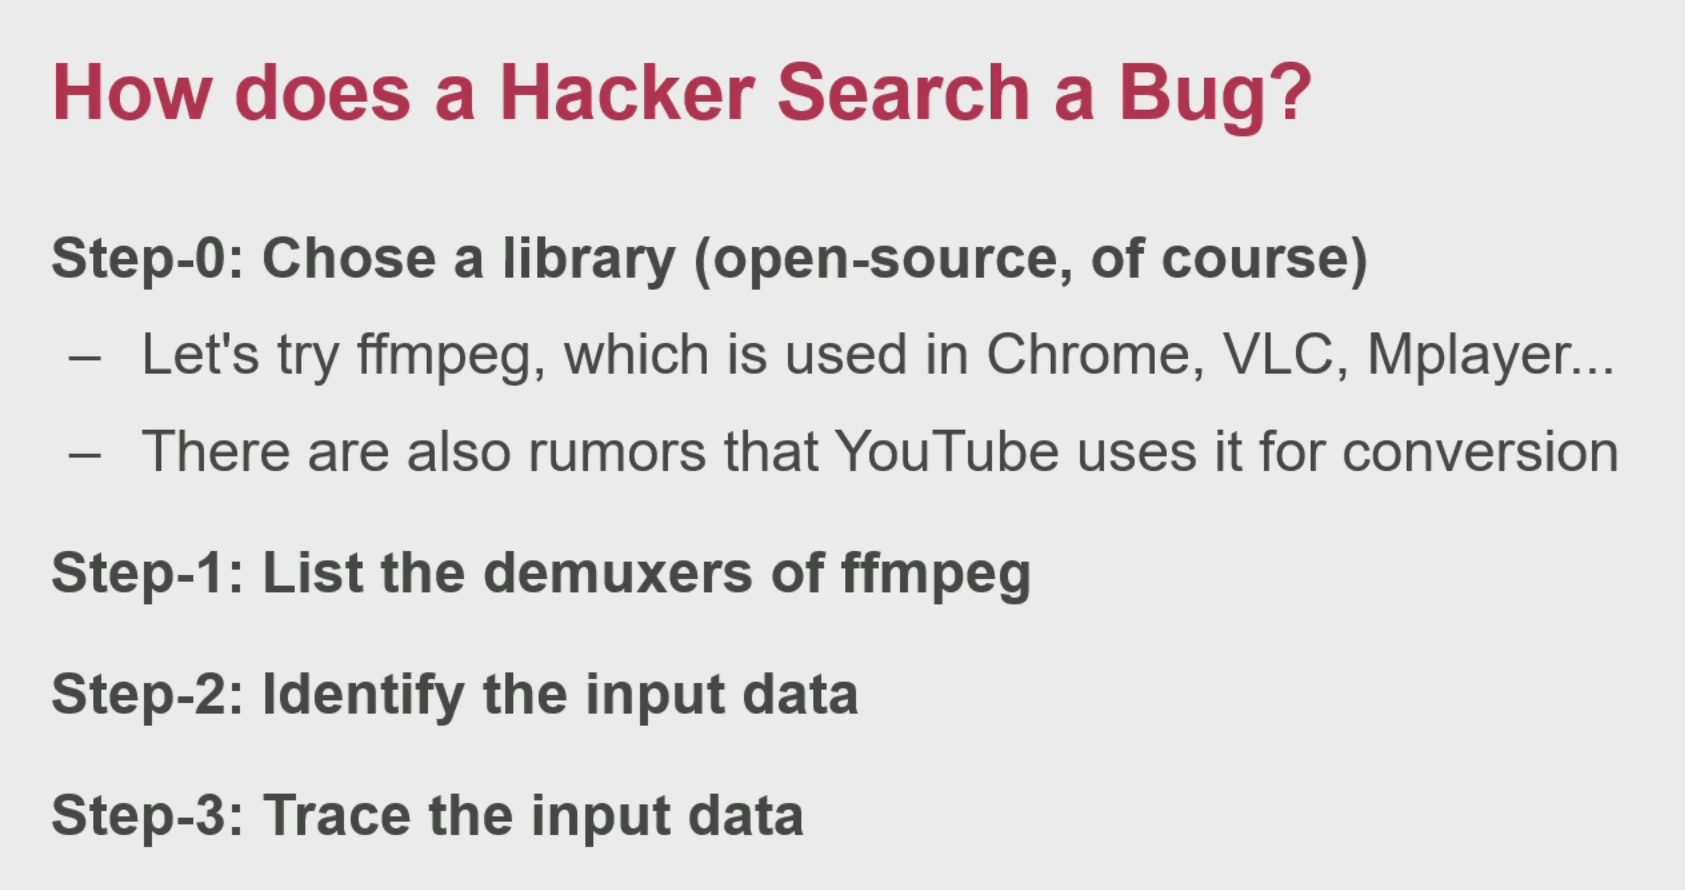 How does a Hacker Search a Bug?
Step-0: Chose a library (open-source, of course)
– Let's try ffmpeg, which is used in Chrome, VLC, Mplayer...
– There are also rumors that YouTube uses it for conversion
Step-1: List the demuxers of ffmpeg
Step-2: Identify the input data
Step-3: Trace the input data